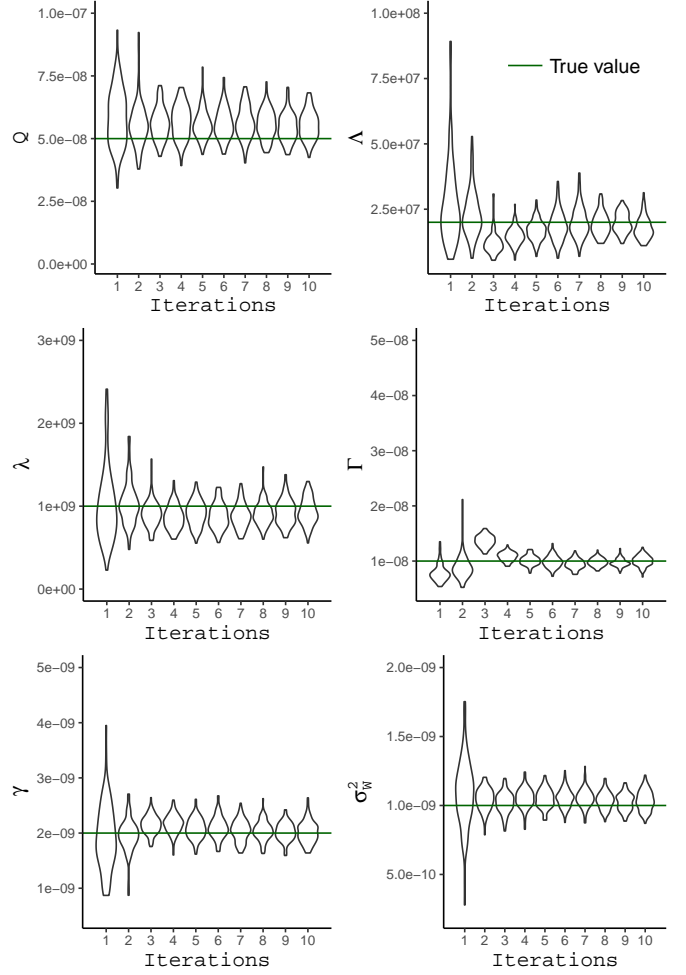 1.0e−07
7.5e−08
5.0e−08
2.5e−08
0.0e+00
Q
1 2 3 4 5 6 7 8 9 10
Iterations
1.0e+08
7.5e+07
5.0e+07
2.5e+07
Λ
True value
1 2 3 4 5 6 7 8 9 10
Iterations
3e+09
2e+09
1e+09
0e+00
λ
1 2 3 4 5 6 7 8 9 10
Iterations
5e−08
4e−08
3e−08
2e−08
1e−08
Γ
1 2 3 4 5 6 7 8 9 10
Iterations
5e−09
4e−09
3e−09
2e−09
1e−09
γ
1 2 3 4 5 6 7 8 9 10
Iterations
2.0e−09
1.5e−09
1.0e−09
5.0e−10
σ²_W
1 2 3 4 5 6 7 8 9 10
Iterations